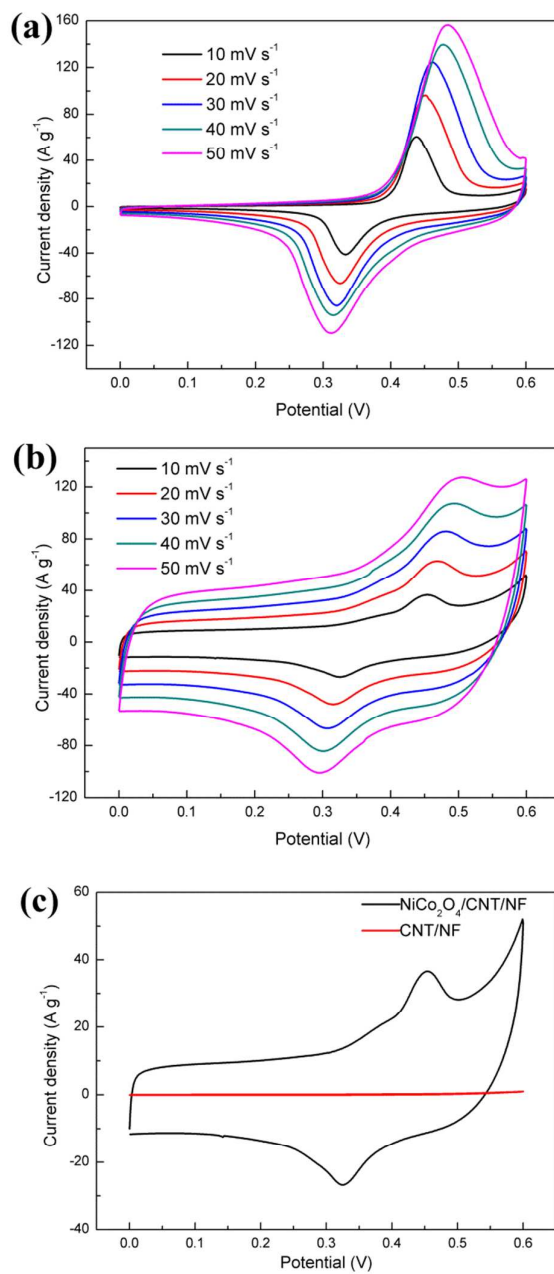 (a)
10 mV s⁻¹
20 mV s⁻¹
30 mV s⁻¹
40 mV s⁻¹
50 mV s⁻¹
Current density (A g⁻¹)
160
120
80
40
0
-40
-80
-120
0.0 0.1 0.2 0.3 0.4 0.5 0.6
Potential (V)
(b)
10 mV s⁻¹
20 mV s⁻¹
30 mV s⁻¹
40 mV s⁻¹
50 mV s⁻¹
Current density (A g⁻¹)
120
80
40
0
-40
-80
-120
0.0 0.1 0.2 0.3 0.4 0.5 0.6
Potential (V)
(c)
NiCo₂O₄/CNT/NF
CNT/NF
Current density (A g⁻¹)
60
40
20
0
-20
-40
0.0 0.1 0.2 0.3 0.4 0.5 0.6
Potential (V)